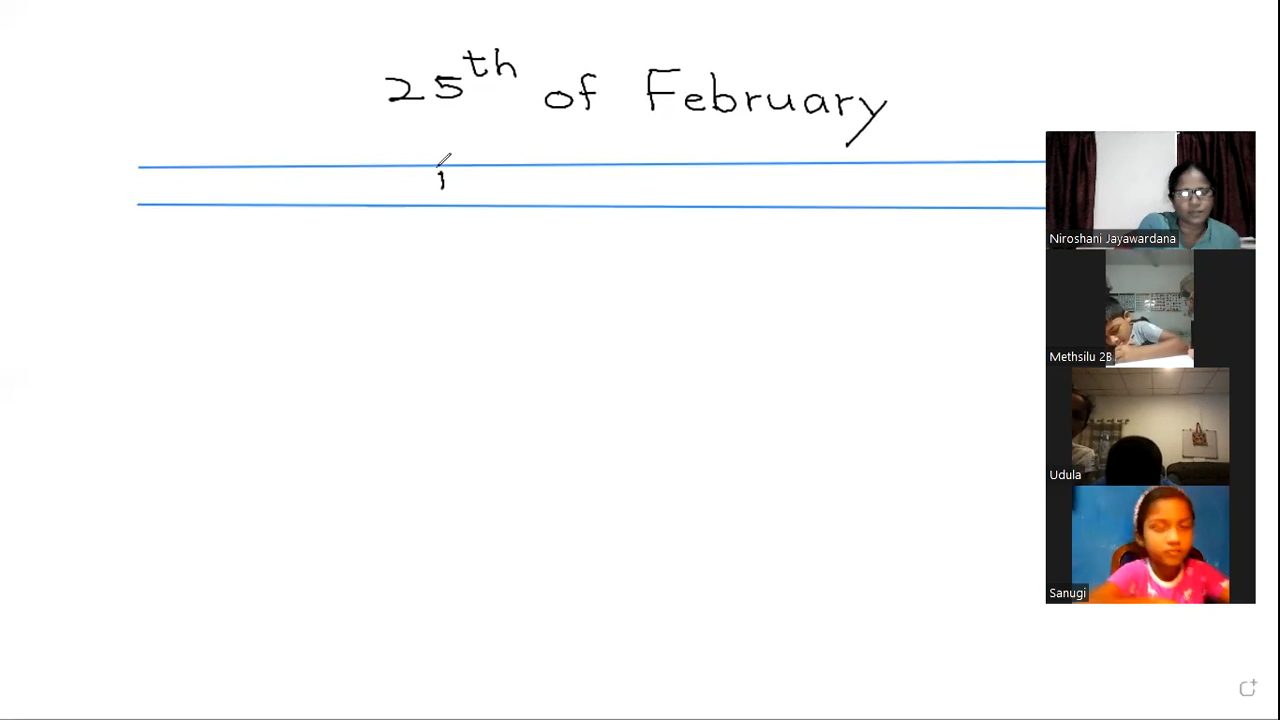 25th of February
Niroshani Jayawardana
Methsilu 2B
Udula
Sanugi